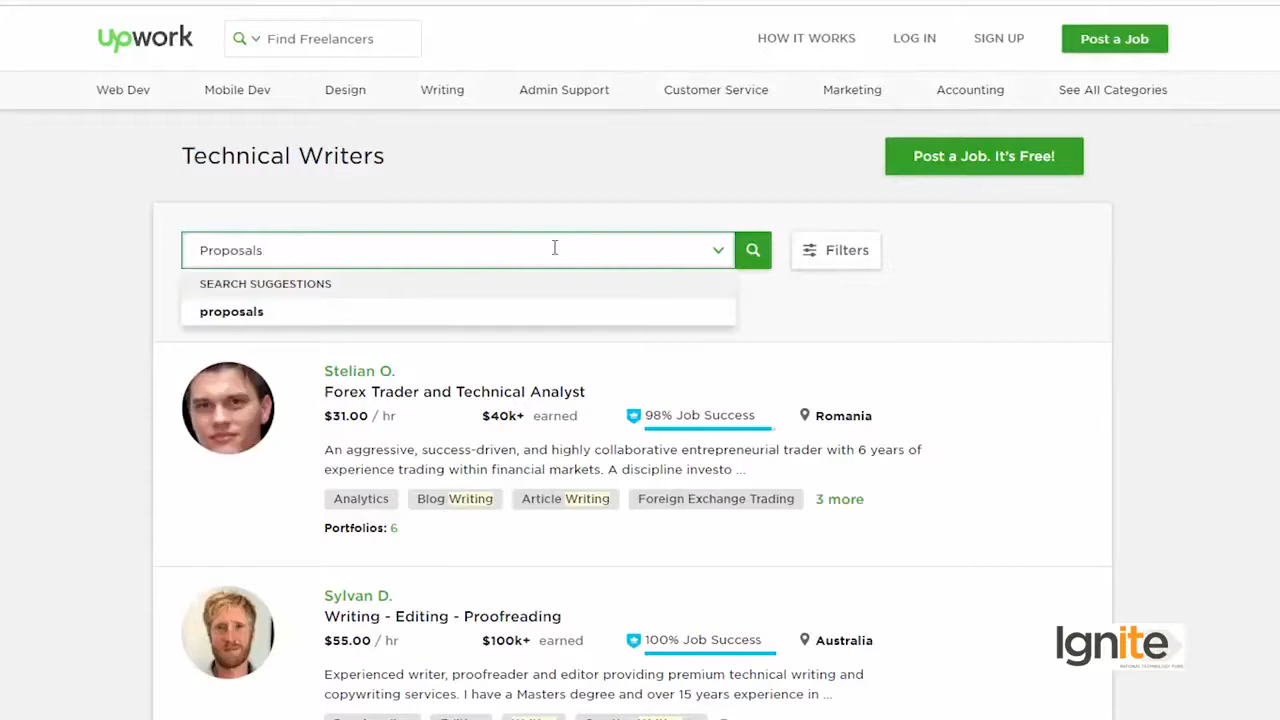 upwork
Find Freelancers
HOW IT WORKS
LOG IN
SIGN UP
Post a Job
Web Dev
Mobile Dev
Design
Writing
Admin Support
Customer Service
Marketing
Accounting
See All Categories
Technical Writers
Post a Job. It's Free!
Proposals
Filters
SEARCH SUGGESTIONS
proposals
Stelian O.
Forex Trader and Technical Analyst
$31.00 / hr
$40k+ earned
98% Job Success
Romania
An aggressive, success-driven, and highly collaborative entrepreneurial trader with 6 years of
experience trading within financial markets. A discipline investo ...
Analytics
Blog Writing
Article Writing
Foreign Exchange Trading
3 more
Portfolios: 6
Sylvan D.
Writing - Editing - Proofreading
$55.00 / hr
$100k+ earned
100% Job Success
Australia
Experienced writer, proofreader and editor providing premium technical writing and
copywriting services. I have a Masters degree and over 15 years experience in ...
Ignite
NATIONAL TECHNOLOGY FUND